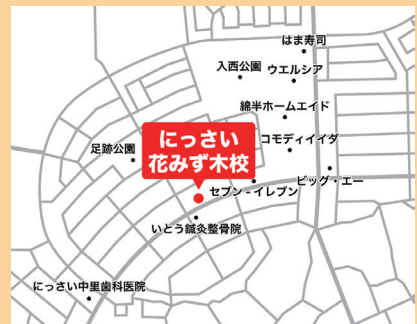 はま寿司
入西公園
ウエルシア
綿半ホームエイド
コモディイイダ
にっさい
花みず木校
足跡公園
ビッグ・エー
セブン-イレブン
いとう鍼灸整骨院
にっさい中里歯科医院